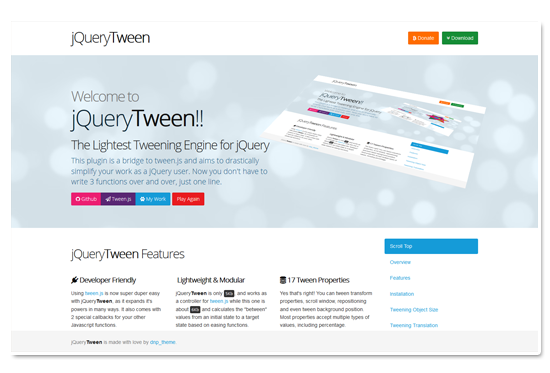 jQueryTween
Donate
Download
Welcome to
jQueryTween!!
The Lightest Tweening Engine for jQuery
This plugin is a bridge to tween.js and aims to drastically
simplify your work as a jQuery user. Now you don't have to
write 3 functions over and over, just one line.
Github
Tween.js
My Work
Play Again
jQueryTween Features
Scroll Top
Overview
Features
Installation
Tweening Object Size
Tweening Translation
Developer Friendly
Using tween.js is now super duper easy
with jQueryTween, as it expands it's
powers in many ways. It also comes with
2 special callbacks for your other
Javascript functions.
Lightweight & Modular
jQueryTween is only and works as
a controller for tween.js while this one is
about and calculates the "between"
values from an initial state to a target
state based on easing functions.
17 Tween Properties
Yes that's right! You can tween transform
properties, scroll window, repositioning
and even tween background position.
Most properties accept multiple types of
values, including percentage.
jQueryTween is made with love by dnp_theme.